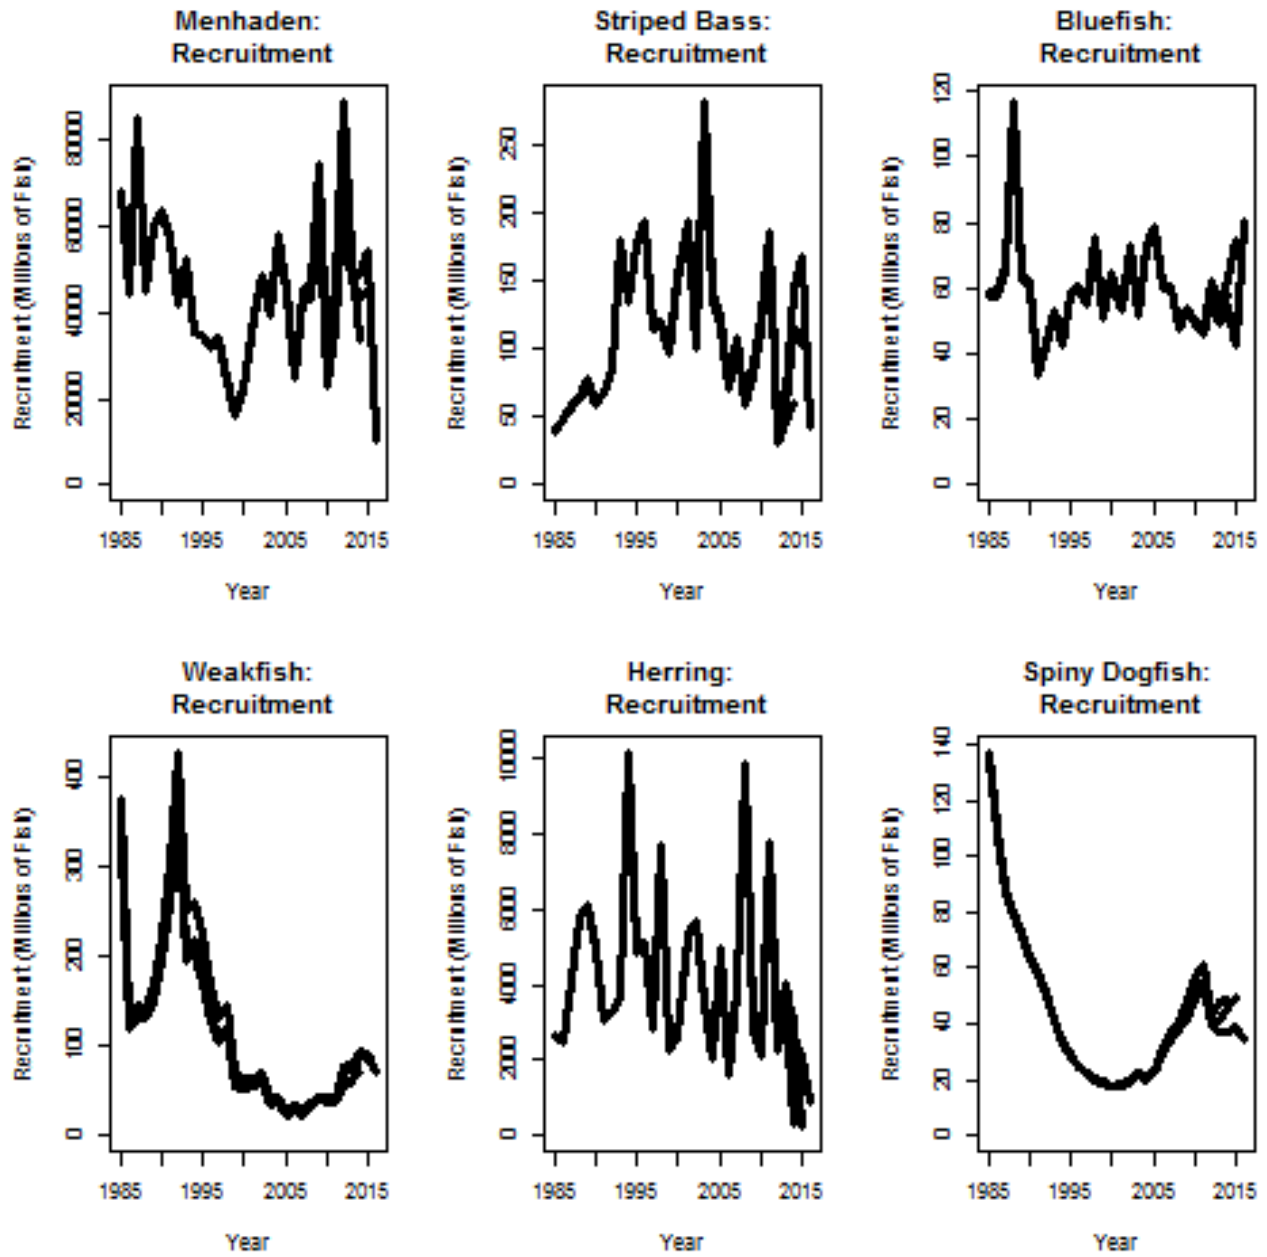 Menhaden:
Recruitment
Recruitment (Millions of Fish)
80000
60000
40000
20000
0
1985 1995 2005 2015
Year
Striped Bass:
Recruitment
Recruitment (Millions of Fish)
250
200
150
100
50
0
1985 1995 2005 2015
Year
Bluefish:
Recruitment
Recruitment (Millions of Fish)
120
100
80
60
40
20
0
1985 1995 2005 2015
Year
Weakfish:
Recruitment
Recruitment (Millions of Fish)
400
300
200
100
0
1985 1995 2005 2015
Year
Herring:
Recruitment
Recruitment (Millions of Fish)
10000
8000
6000
4000
2000
0
1985 1995 2005 2015
Year
Spiny Dogfish:
Recruitment
Recruitment (Millions of Fish)
140
120
100
80
60
40
20
0
1985 1995 2005 2015
Year